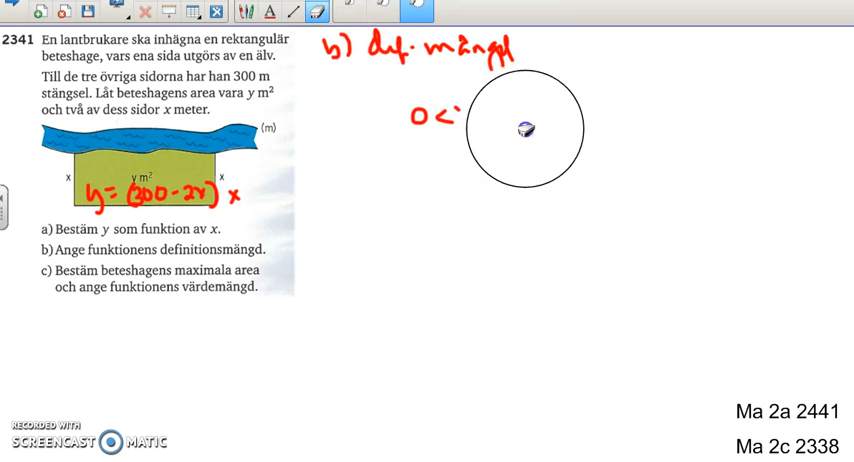 2341 En lantbrukare ska inhägna en rektangulär
beteshage, vars ena sida utgörs av en älv.
Till de tre övriga sidorna har han 300 m
stängsel. Låt beteshagens area vara y m²
och två av dess sidor x meter.
(m)
x y m² x
y = (300 - 2x) x
a) Bestäm y som funktion av x.
b) Ange funktionens definitionsmängd.
c) Bestäm beteshagens maximala area
och ange funktionens värdemängd.
b) def. mängd
0 <
Ma 2a 2441
Ma 2c 2338
RECORDED WITH
SCREENCAST MATIC